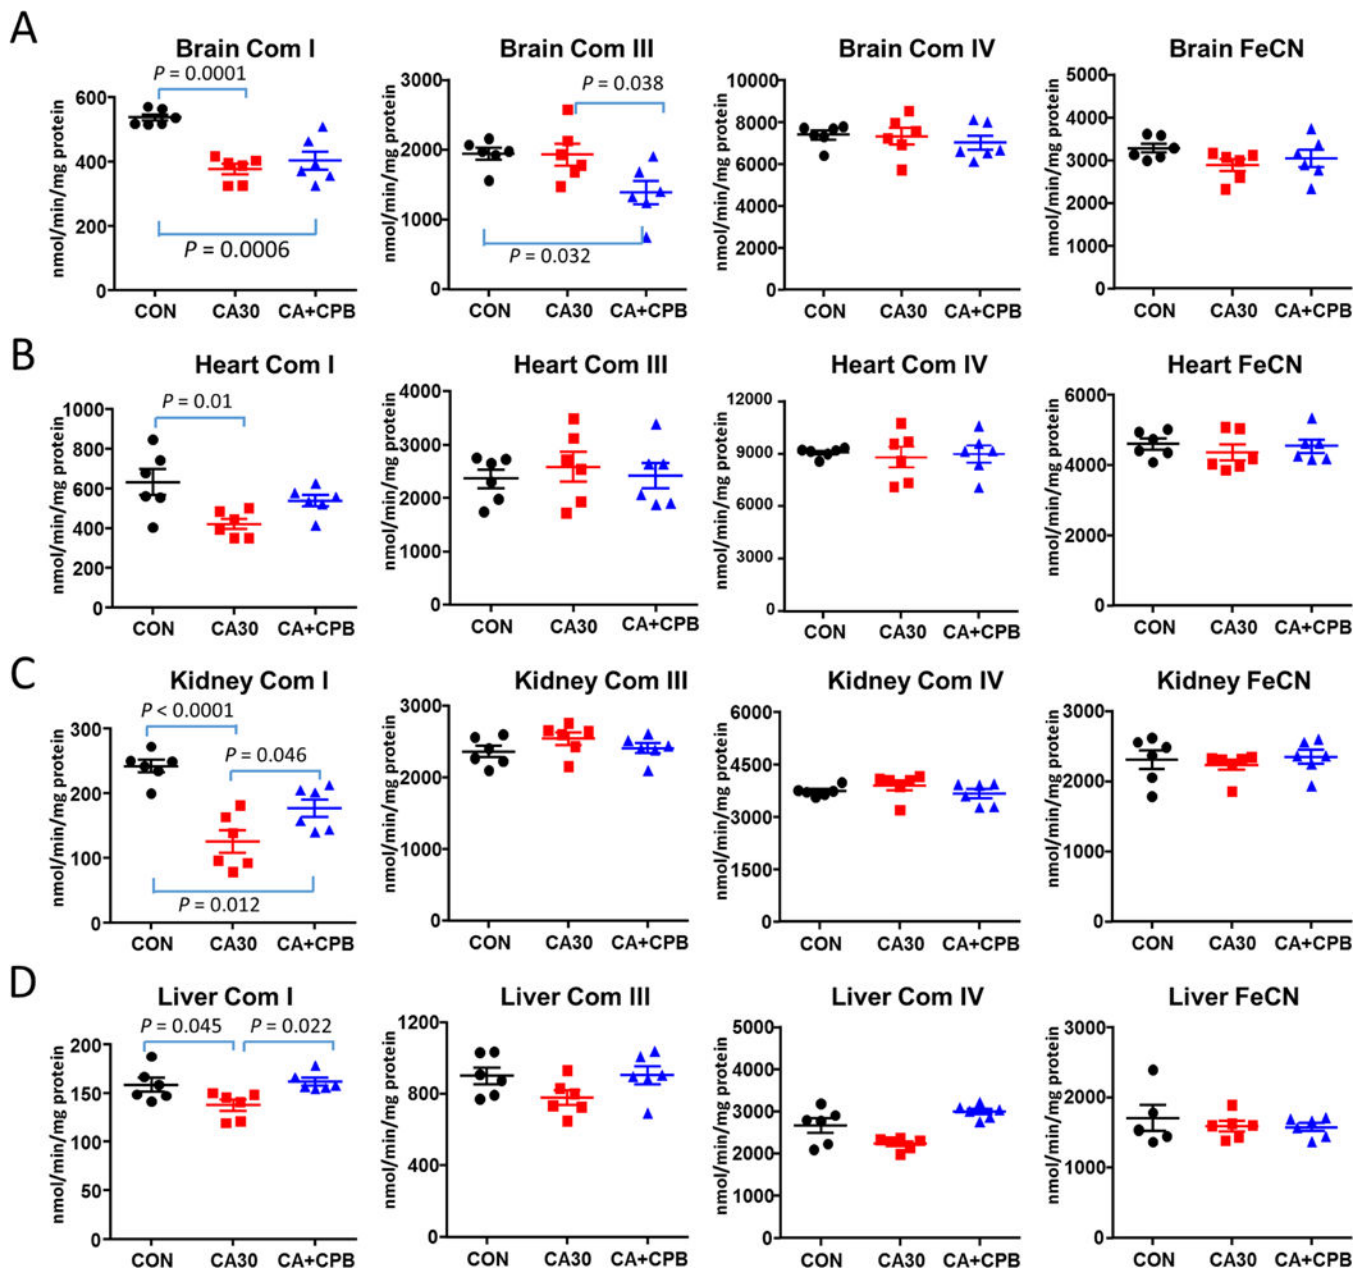 A
Brain Com I
Brain Com III
Brain Com IV
Brain FeCN
P = 0.0001
P = 0.0006
nmol/min/mg protein
600
400
200
0
CON CA30 CA+CPB
P = 0.038
P = 0.032
nmol/min/mg protein
3000
2000
1000
0
CON CA30 CA+CPB
nmol/min/mg protein
10000
8000
6000
4000
2000
0
CON CA30 CA+CPB
nmol/min/mg protein
5000
4000
3000
2000
1000
0
CON CA30 CA+CPB
B
Heart Com I
Heart Com III
Heart Com IV
Heart FeCN
P = 0.01
nmol/min/mg protein
1000
800
600
400
200
0
CON CA30 CA+CPB
nmol/min/mg protein
4000
3000
2000
1000
0
CON CA30 CA+CPB
nmol/min/mg protein
12000
9000
6000
3000
0
CON CA30 CA+CPB
nmol/min/mg protein
6000
4000
2000
0
CON CA30 CA+CPB
C
Kidney Com I
Kidney Com III
Kidney Com IV
Kidney FeCN
P < 0.0001
P = 0.046
P = 0.012
nmol/min/mg protein
300
200
100
0
CON CA30 CA+CPB
nmol/min/mg protein
3000
2000
1000
0
CON CA30 CA+CPB
nmol/min/mg protein
6000
4500
3000
1500
0
CON CA30 CA+CPB
nmol/min/mg protein
3000
2000
1000
0
CON CA30 CA+CPB
D
Liver Com I
Liver Com III
Liver Com IV
Liver FeCN
P = 0.045
P = 0.022
nmol/min/mg protein
200
150
100
50
0
CON CA30 CA+CPB
nmol/min/mg protein
1200
800
400
0
CON CA30 CA+CPB
nmol/min/mg protein
5000
4000
3000
2000
1000
0
CON CA30 CA+CPB
nmol/min/mg protein
3000
2000
1000
0
CON CA30 CA+CPB